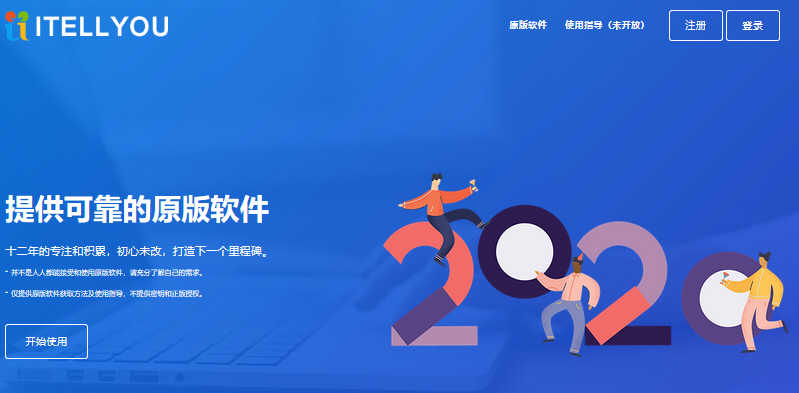 ITELLYOU
原版软件
使用指导（未开放）
注册
登录
提供可靠的原版软件
十二年的专注和积累，初心未改，打造下一个里程碑。
- 并不是人人都能接受和使用原版软件，请充分了解自己的需求。
- 仅提供原版软件获取方法及使用指导，不提供密钥和正版授权。
开始使用
2020